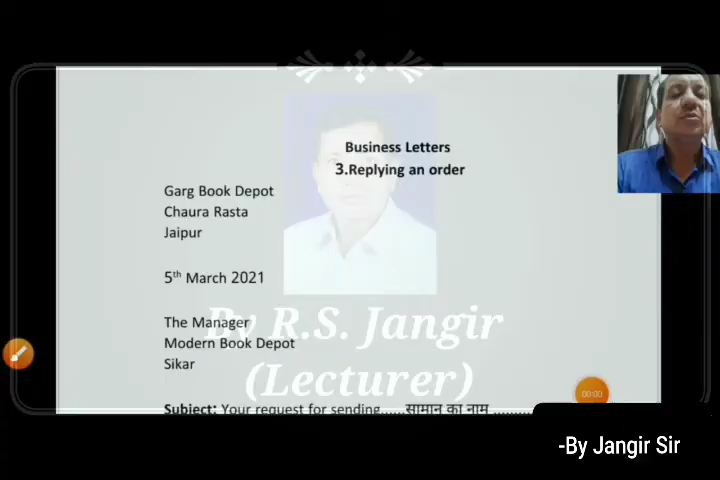 Business Letters
3.Replying an order
Garg Book Depot
Chaura Rasta
Jaipur
5th March 2021
The Manager
Modern Book Depot
Sikar
By R.S. Jangir
(Lecturer)
Subject: Your request for sending......सामान का नाम ..........
00:00
-By Jangir Sir